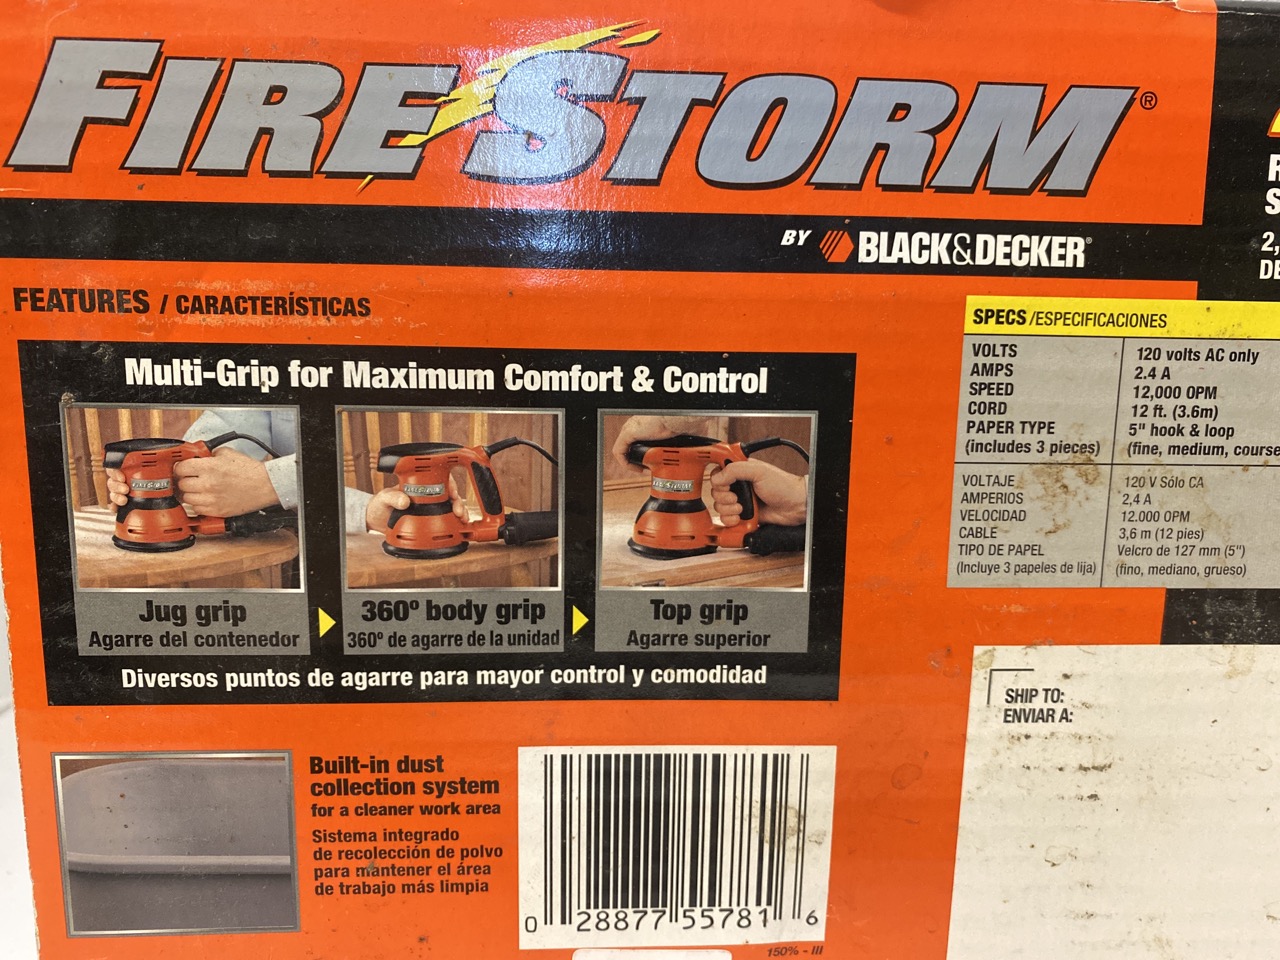 FIRESTORM®
BY BLACK&DECKER®
FEATURES / CARACTERÍSTICAS
Multi-Grip for Maximum Comfort & Control
Jug grip
Agarre del contenedor
360º body grip
360º de agarre de la unidad
Top grip
Agarre superior
Diversos puntos de agarre para mayor control y comodidad
Built-in dust
collection system
for a cleaner work area
Sistema integrado
de recolección de polvo
para mantener el área
de trabajo más limpia
0 28877 55781 6
150% - III
SPECS/ESPECIFICACIONES
VOLTS 120 volts AC only
AMPS 2.4 A
SPEED 12,000 OPM
CORD 12 ft. (3.6m)
PAPER TYPE 5" hook & loop
(includes 3 pieces) (fine, medium, course
VOLTAJE 120 V Sólo CA
AMPERIOS 2,4 A
VELOCIDAD 12.000 OPM
CABLE 3,6 m (12 pies)
TIPO DE PAPEL Velcro de 127 mm (5")
(Incluye 3 papeles de lija) (fino, mediano, grueso)
SHIP TO:
ENVIAR A: